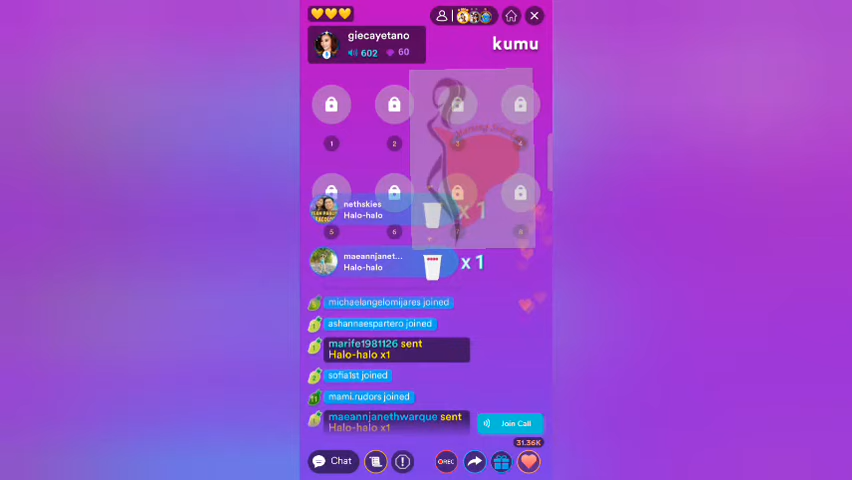 giecayetano
602
60
kumu
1
2
3
4
nethskies
Halo-halo
x 1
5
6
8
maeannjanet...
Halo-halo
x 1
michaelangelomijares joined
ashannaespartero joined
marife1981126 sent
Halo-halo x1
sofia1st joined
mami.rudors joined
maeannjanethwarque sent
Halo-halo x1
Join Call
31.36K
Chat
REC